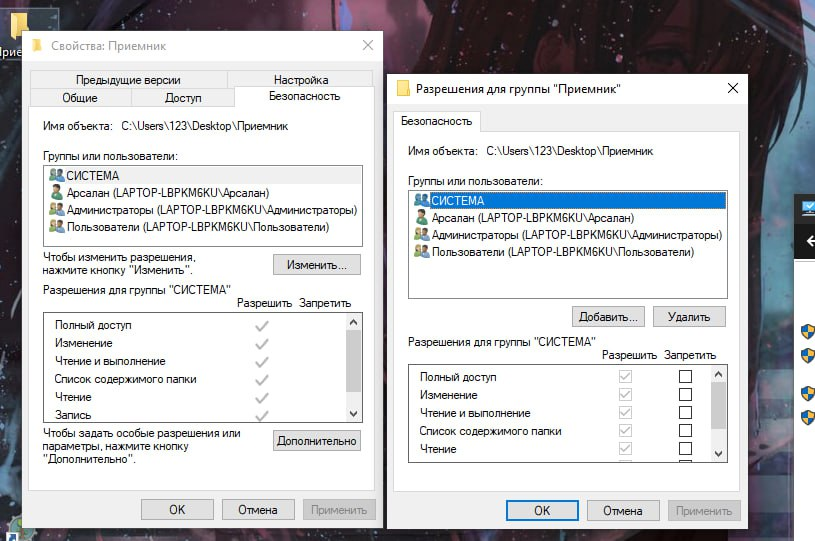 Прие
Свойства: Приемник
Предыдущие версии
Настройка
Общие
Доступ
Безопасность
Имя объекта: C:\Users\123\Desktop\Приемник
Группы или пользователи:
СИСТЕМА
Арсалан (LAPTOP-LBPKM6KU\Арсалан)
Администраторы (LAPTOP-LBPKM6KU\Администраторы)
Пользователи (LAPTOP-LBPKM6KU\Пользователи)
Чтобы изменить разрешения,
нажмите кнопку "Изменить".
Изменить...
Разрешения для группы "СИСТЕМА"
Разрешить Запретить
Полный доступ
Изменение
Чтение и выполнение
Список содержимого папки
Чтение
Запись
Чтобы задать особые разрешения или
параметры, нажмите кнопку
"Дополнительно".
Дополнительно
OK
Отмена
Применить
Разрешения для группы "Приемник"
Безопасность
Имя объекта: C:\Users\123\Desktop\Приемник
Группы или пользователи:
СИСТЕМА
Арсалан (LAPTOP-LBPKM6KU\Арсалан)
Администраторы (LAPTOP-LBPKM6KU\Администраторы)
Пользователи (LAPTOP-LBPKM6KU\Пользователи)
Добавить...
Удалить
Разрешения для группы "СИСТЕМА"
Разрешить Запретить
Полный доступ
Изменение
Чтение и выполнение
Список содержимого папки
Чтение
OK
Отмена
Применить